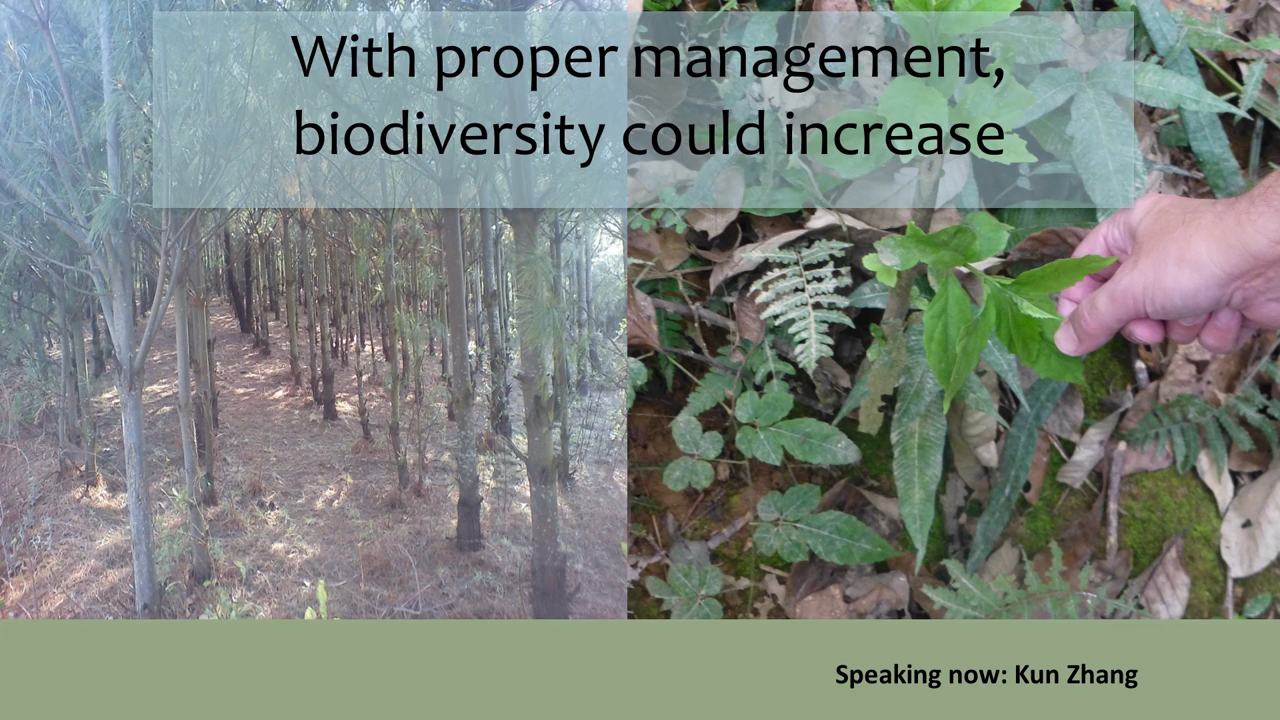 With proper management,
biodiversity could increase
Speaking now: Kun Zhang